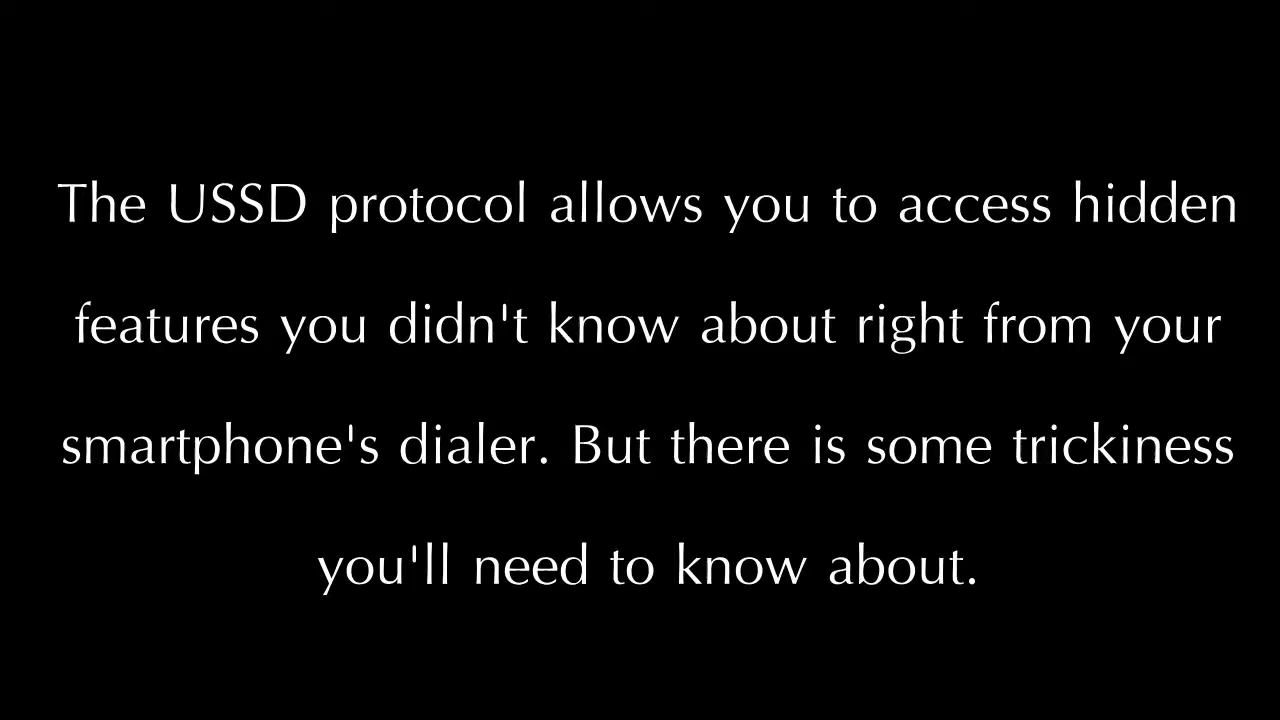 The USSD protocol allows you to access hidden
features you didn't know about right from your
smartphone's dialer. But there is some trickiness
you'll need to know about.